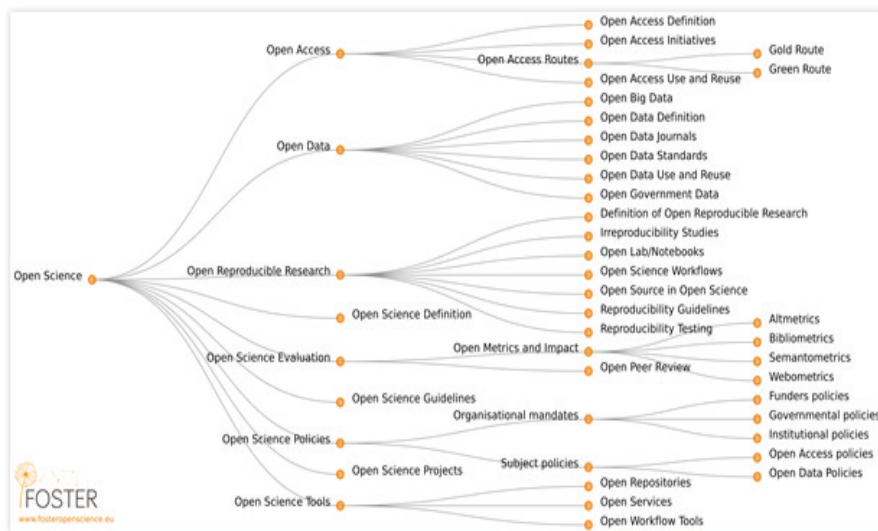 Open Access Definition
Open Access
Open Access Initiatives
Open Access Routes
Gold Route
Green Route
Open Access Use and Reuse
Open Big Data
Open Data Definition
Open Data
Open Data Journals
Open Data Standards
Open Data Use and Reuse
Open Government Data
Definition of Open Reproducible Research
Irreproducibility Studies
Open Lab/Notebooks
Open Reproducible Research
Open Science Workflows
Open Science
Open Source in Open Science
Reproducibility Guidelines
Open Science Definition
Reproducibility Testing
Altmetrics
Bibliometrics
Open Metrics and Impact
Open Science Evaluation
Semantometrics
Open Peer Review
Webometrics
Open Science Guidelines
Funders policies
Organisational mandates
Governmental policies
Open Science Policies
Institutional policies
Subject policies
Open Access policies
Open Science Projects
Open Data Policies
Open Repositories
Open Science Tools
Open Services
Open Workflow Tools
FOSTER
www.fosteropenscience.eu